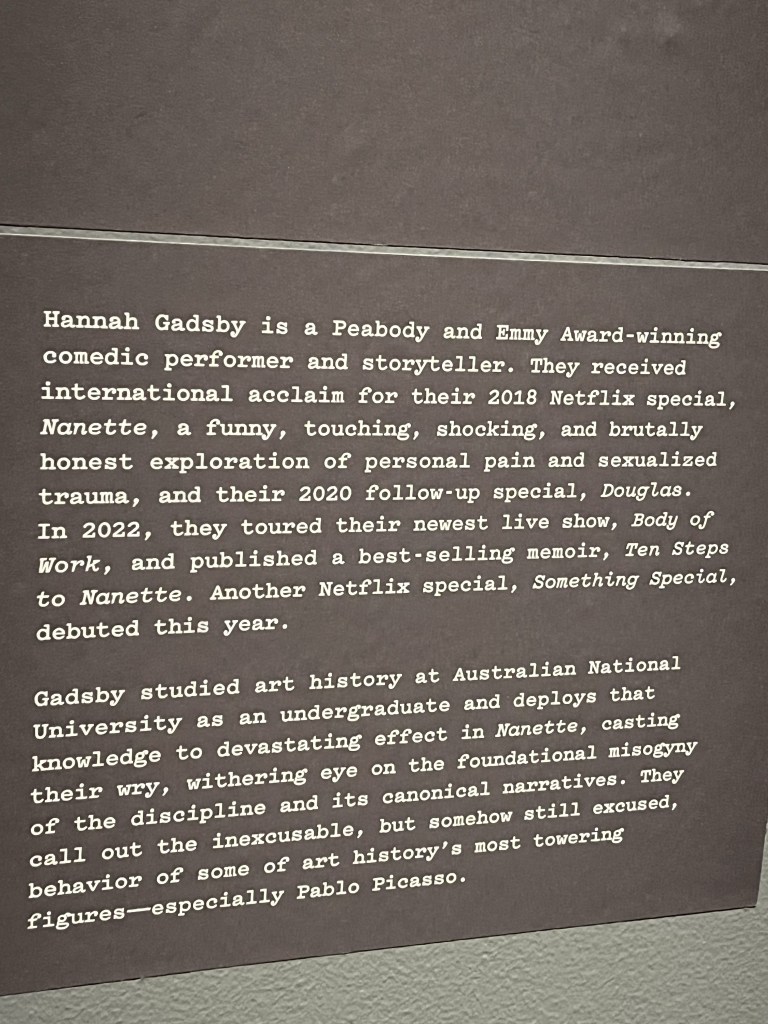 Hannah Gadsby is a Peabody and Emmy Award-winning
comedic performer and storyteller. They received
international acclaim for their 2018 Netflix special,
Nanette, a funny, touching, shocking, and brutally
honest exploration of personal pain and sexualized
trauma, and their 2020 follow-up special, Douglas.
In 2022, they toured their newest live show, Body of
Work, and published a best-selling memoir, Ten Steps
to Nanette. Another Netflix special, Something Special,
debuted this year.
Gadsby studied art history at Australian National
University as an undergraduate and deploys that
knowledge to devastating effect in Nanette, casting
their wry, withering eye on the foundational misogyny
of the discipline and its canonical narratives. They
call out the inexcusable, but somehow still excused,
behavior of some of art history's most towering
figures—especially Pablo Picasso.